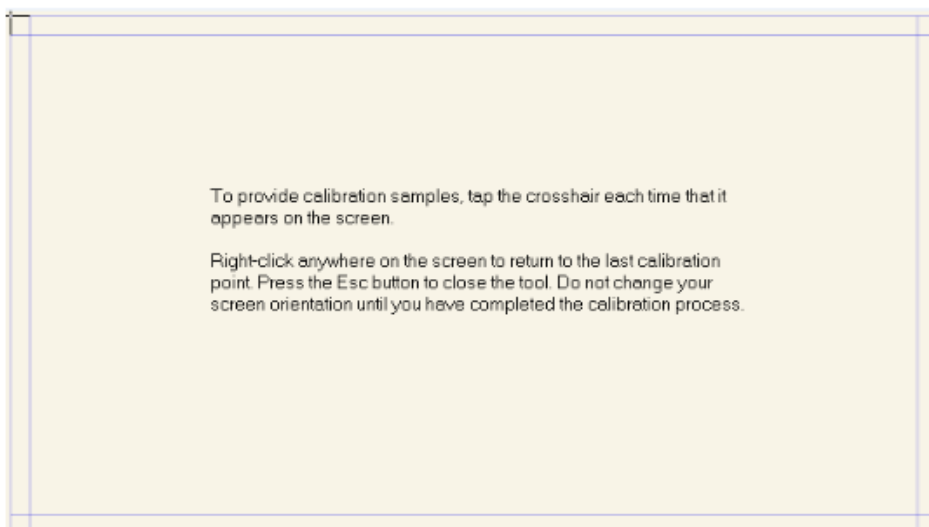 To provide calibration samples, tap the crosshair each time that it
appears on the screen.
Right-click anywhere on the screen to return to the last calibration
point. Press the Esc button to close the tool. Do not change your
screen orientation until you have completed the calibration process.